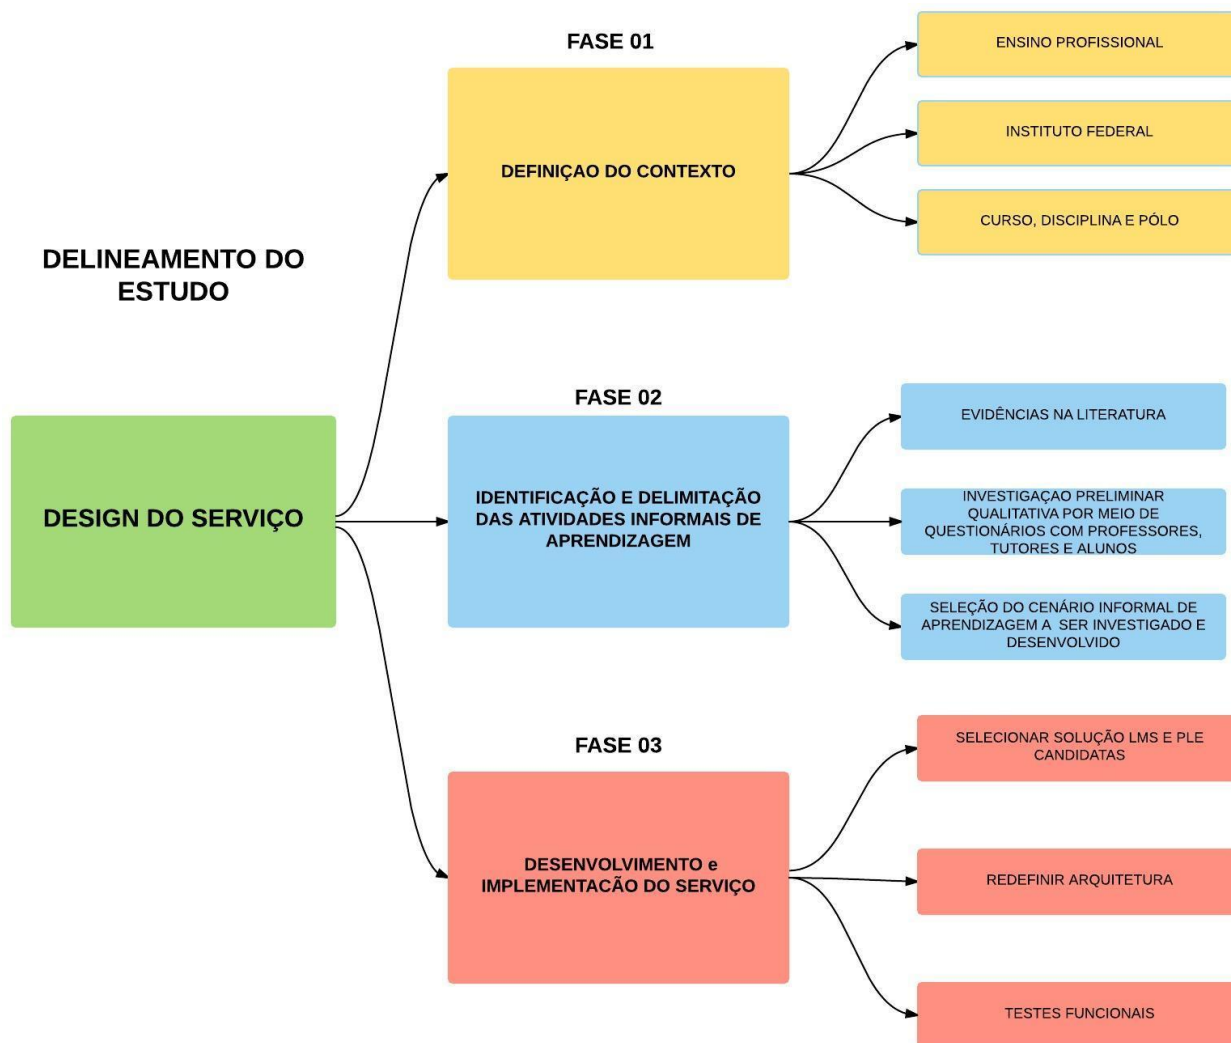 DELINEAMENTO DO
ESTUDO
DESIGN DO SERVIÇO
FASE 01
DEFINIÇAO DO CONTEXTO
ENSINO PROFISSIONAL
INSTITUTO FEDERAL
CURSO, DISCIPLINA E PÓLO
FASE 02
IDENTIFICAÇÃO E DELIMITAÇÃO
DAS ATIVIDADES INFORMAIS DE
APRENDIZAGEM
EVIDÊNCIAS NA LITERATURA
INVESTIGAÇAO PRELIMINAR
QUALITATIVA POR MEIO DE
QUESTIONÁRIOS COM PROFESSORES,
TUTORES E ALUNOS
SELEÇÃO DO CENÁRIO INFORMAL DE
APRENDIZAGEM A SER INVESTIGADO E
DESENVOLVIDO
FASE 03
DESENVOLVIMENTO e
IMPLEMENTACÃO DO SERVIÇO
SELECIONAR SOLUÇÃO LMS E PLE
CANDIDATAS
REDEFINIR ARQUITETURA
TESTES FUNCIONAIS